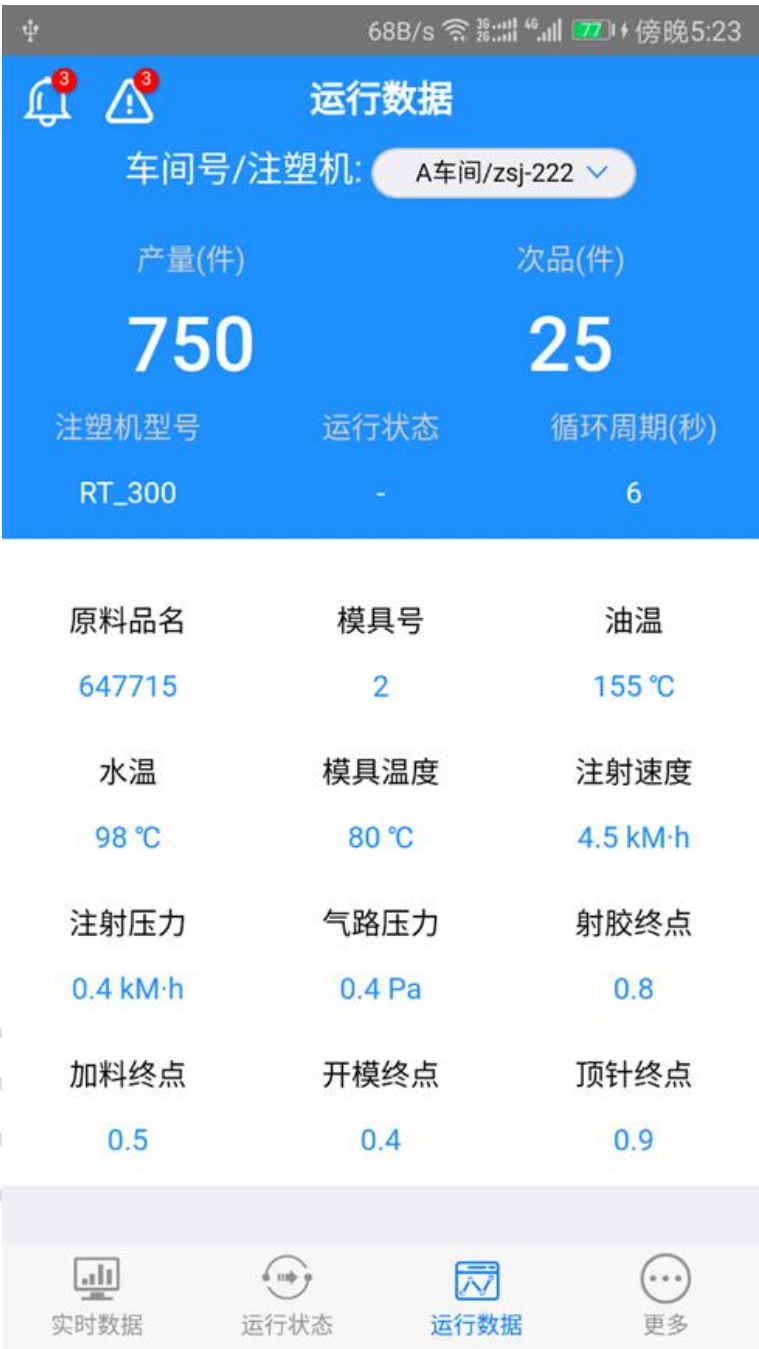 68B/s 3G 2G 4G 77 傍晚5:23
3 3 运行数据
车间号/注塑机: A车间/zsj-222
产量(件) 次品(件)
750 25
注塑机型号 运行状态 循环周期(秒)
RT_300 - 6
原料品名 模具号 油温
647715 2 155 ℃
水温 模具温度 注射速度
98 ℃ 80 ℃ 4.5 kM·h
注射压力 气路压力 射胶终点
0.4 kM·h 0.4 Pa 0.8
加料终点 开模终点 顶针终点
0.5 0.4 0.9
实时数据 运行状态 运行数据 更多